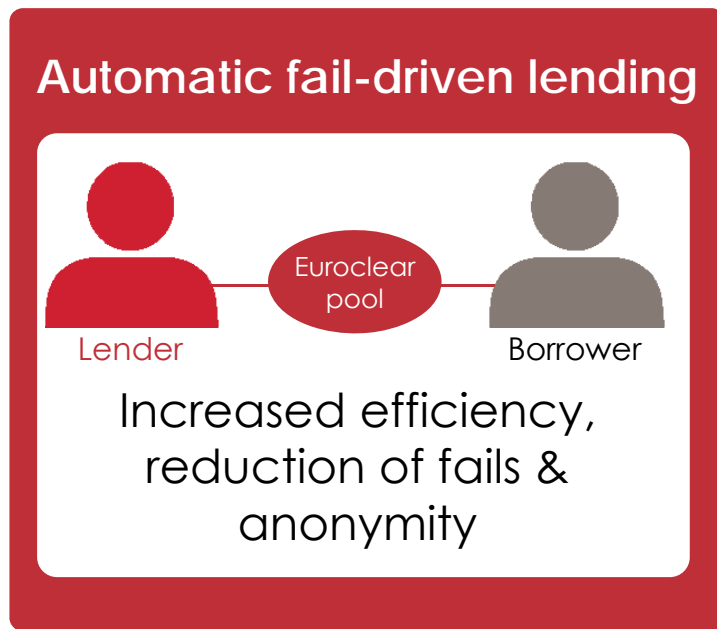 Automatic fail-driven lending
Euroclear
pool
Lender
Borrower
Increased efficiency,
reduction of fails &
anonymity